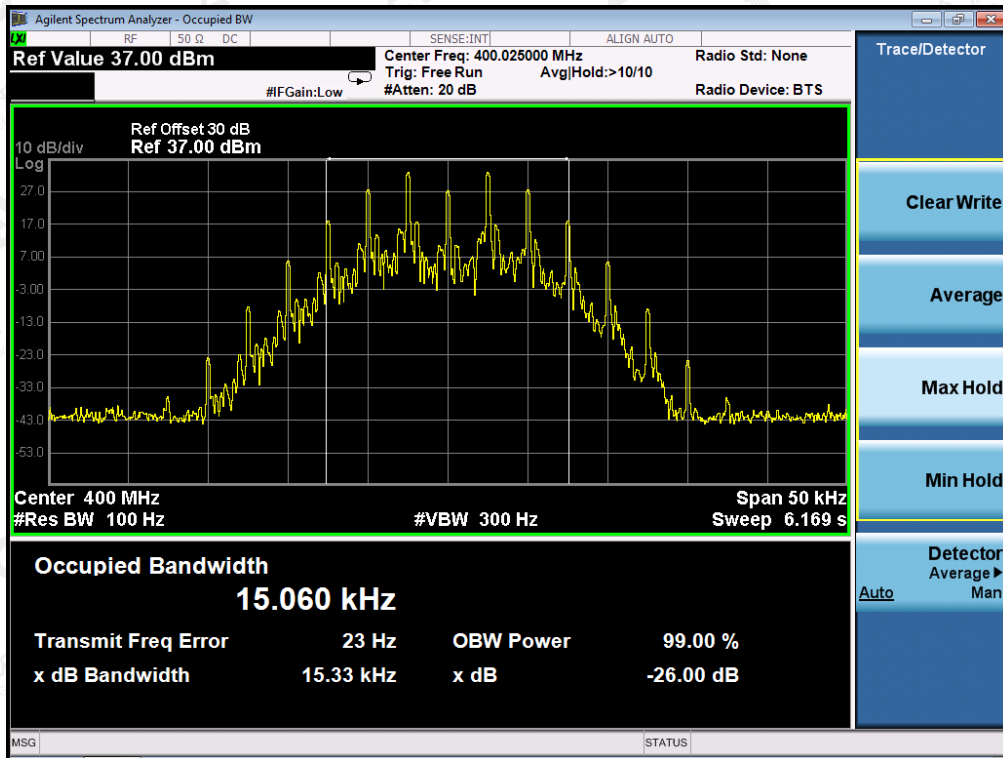 Agilent Spectrum Analyzer - Occupied BW
LXI RF 50 Ω DC SENSE:INT ALIGN AUTO
Ref Value 37.00 dBm
Center Freq: 400.025000 MHz Radio Std: None
Trig: Free Run Avg|Hold:>10/10
#IFGain:Low #Atten: 20 dB Radio Device: BTS
Trace/Detector
Ref Offset 30 dB
10 dB/div Ref 37.00 dBm
Log
27.0
17.0
7.00
-3.00
-13.0
-23.0
-33.0
-43.0
-53.0
Center 400 MHz Span 50 kHz
#Res BW 100 Hz #VBW 300 Hz Sweep 6.169 s
Clear Write
Average
Max Hold
Min Hold
Detector
Average
Auto Man
Occupied Bandwidth
15.060 kHz
Transmit Freq Error 23 Hz OBW Power 99.00 %
x dB Bandwidth 15.33 kHz x dB -26.00 dB
MSG STATUS